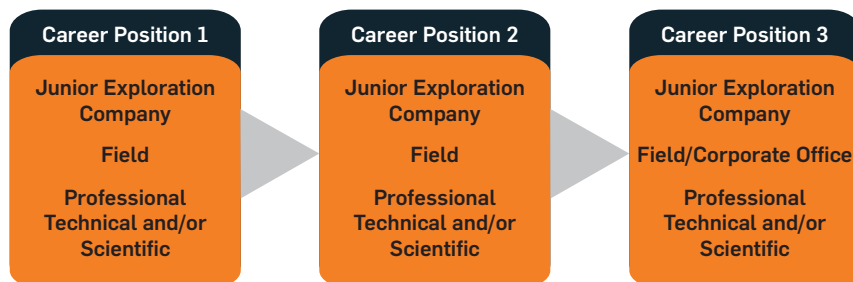 Career Position 1
Junior Exploration
Company
Field
Professional
Technical and/or
Scientific
Career Position 2
Junior Exploration
Company
Field
Professional
Technical and/or
Scientific
Career Position 3
Junior Exploration
Company
Field/Corporate Office
Professional
Technical and/or
Scientific